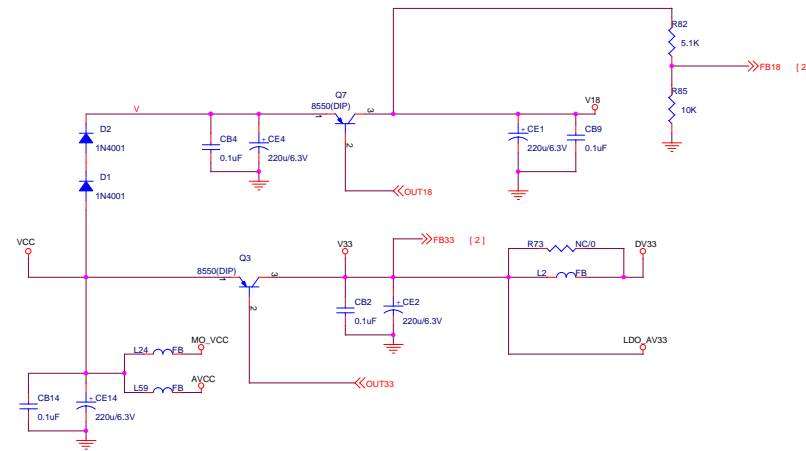 R82
5.1K
FB18 [ 2
R85
10K
Q7
8550(DIP)
V
1
3
2
V18
D2
1N4001
CB4
0.1uF
+
CE4
220u/6.3V
+
CE1
220u/6.3V
CB9
0.1uF
D1
1N4001
OUT18
VCC
Q3
8550(DIP)
1
3
2
V33
FB33 [ 2 ]
R73
NC/0
DV33
L2
FB
CB2
0.1uF
+
CE2
220u/6.3V
LDO_AV33
MO_VCC
L24
FB
AVCC
L59
FB
OUT33
CB14
0.1uF
+
CE14
220u/6.3V